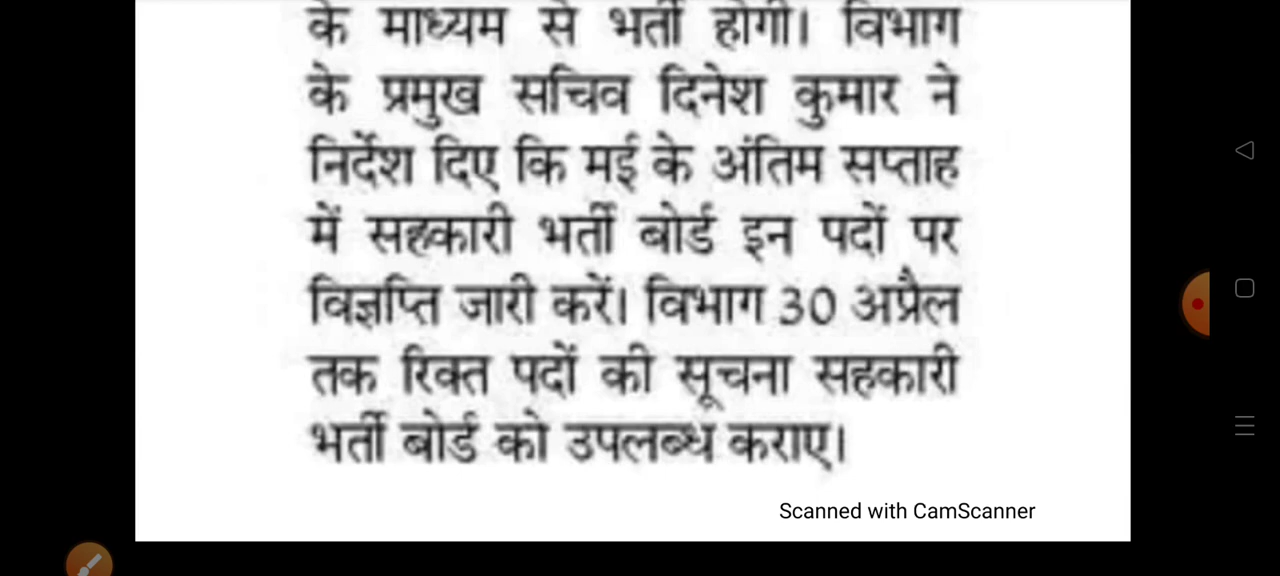 के माध्यम से भर्ती होगी। विभाग
के प्रमुख सचिव दिनेश कुमार ने
निर्देश दिए कि मई के अंतिम सप्ताह
में सहकारी भर्ती बोर्ड इन पदों पर
विज्ञप्ति जारी करें। विभाग 30 अप्रैल
तक रिक्त पदों की सूचना सहकारी
भर्ती बोर्ड को उपलब्ध कराए।
Scanned with CamScanner